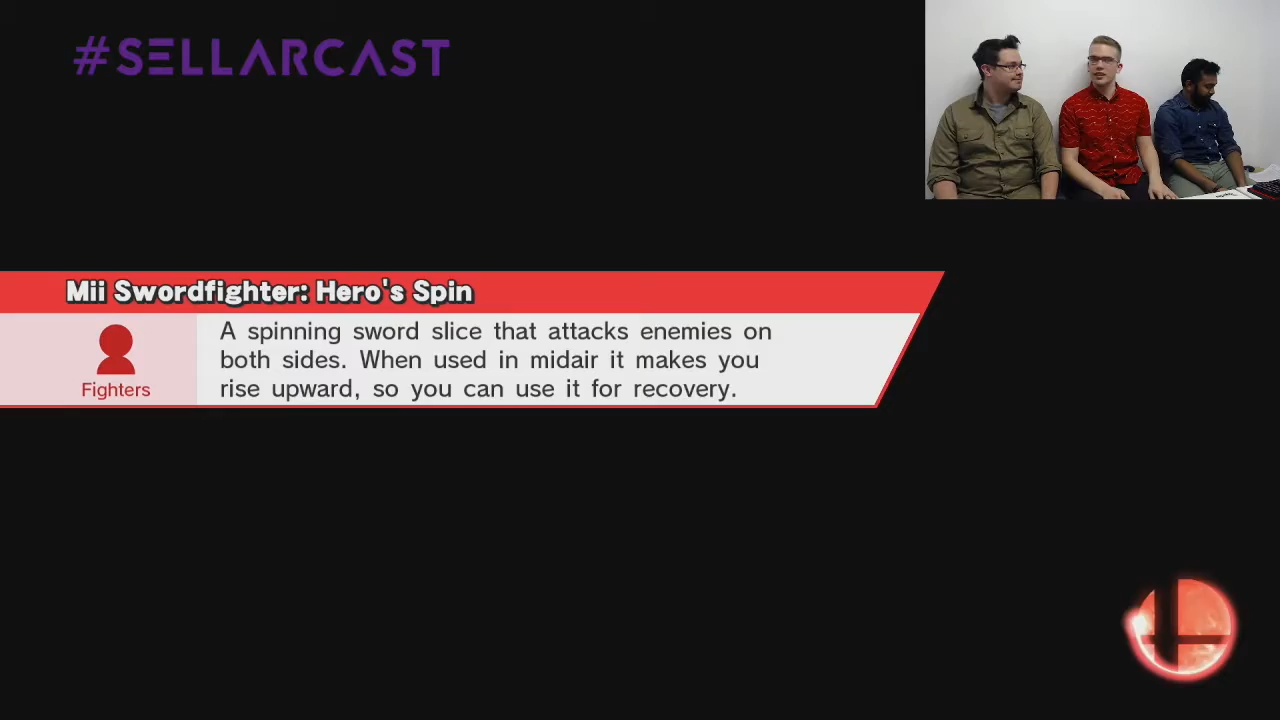 #SELLARCAST
Mii Swordfighter: Hero's Spin
Fighters
A spinning sword slice that attacks enemies on
both sides. When used in midair it makes you
rise upward, so you can use it for recovery.